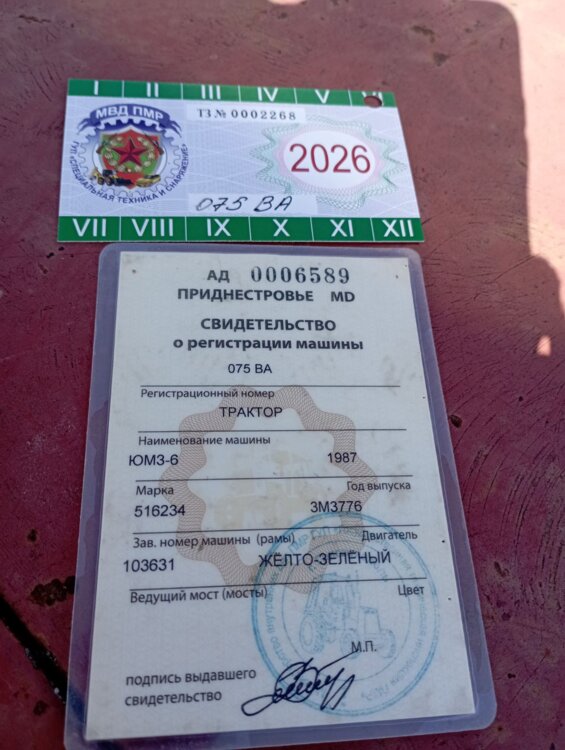 I II III IV V VI
МВД ПМР
ТЗ № 0002268
ГУП «СПЕЦИАЛЬНАЯ ТЕХНИКА И СНАРЯЖЕНИЕ»
2026
075 ВА
VII VIII IX X XI XII
АД 0006589
ПРИДНЕСТРОВЬЕ MD
СВИДЕТЕЛЬСТВО
о регистрации машины
075 ВА
Регистрационный номер
ТРАКТОР
Наименование машины
ЮМЗ-6 1987
Марка Год выпуска
516234 3М3776
Зав. номер машины (рамы) Двигатель
103631 ЖЁЛТО-ЗЕЛЕНЫЙ
Ведущий мост (мосты) Цвет
М.П.
подпись выдавшего
свидетельство